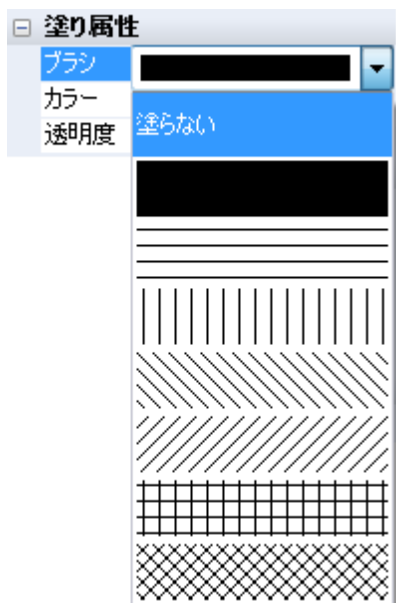 塗り属性
ブラシ
カラー
透明度
塗らない